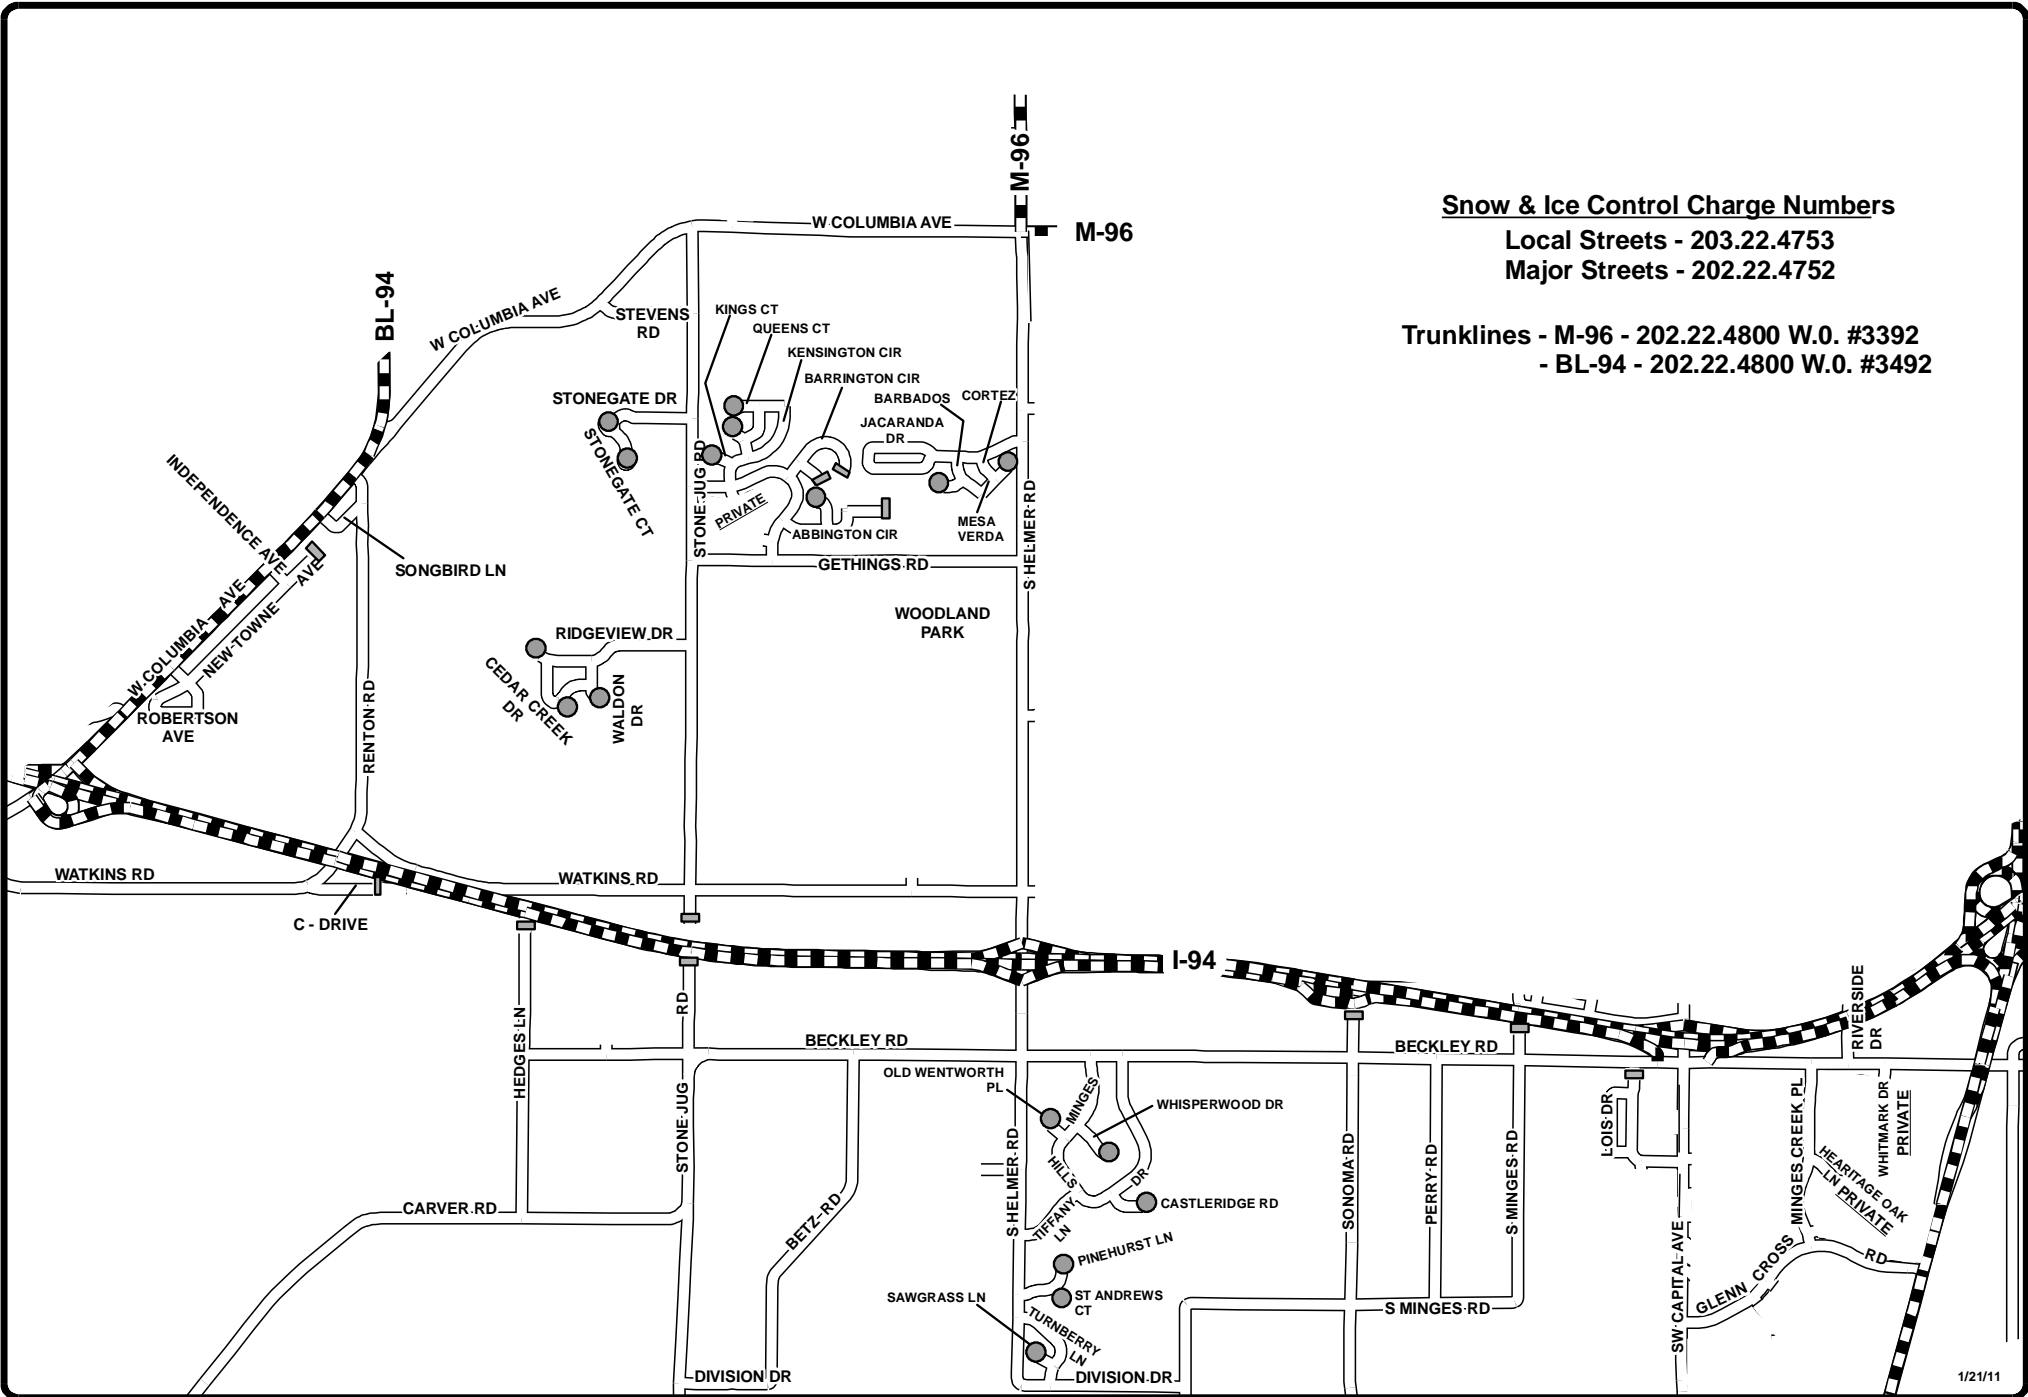 M-96
W COLUMBIA AVE
M-96
Snow & Ice Control Charge Numbers
Local Streets - 203.22.4753
Major Streets - 202.22.4752
Trunklines - M-96 - 202.22.4800 W.O. #3392
- BL-94 - 202.22.4800 W.O. #3492
BL-94
W COLUMBIA AVE
STEVENS
RD
KINGS CT
QUEENS CT
KENSINGTON CIR
BARRINGTON CIR
BARBADOS
CORTEZ
JACARANDA
DR
STONEGATE DR
STONEGATE CT
STONE JUG RD
PRIVATE
ABBINGTON CIR
MESA
VERDA
S HELMER RD
GETHINGS RD
INDEPENDENCE AVE
SONGBIRD LN
W COLUMBIA AVE
NEW TOWNE AVE
ROBERTSON
AVE
RENTON RD
WOODLAND
PARK
RIDGEVIEW DR
CEDAR CREEK
DR
WALDON
DR
WATKINS RD
WATKINS RD
C - DRIVE
I-94
HEDGES LN
STONE JUG RD
BECKLEY RD
BECKLEY RD
RIVERSIDE
DR
OLD WENTWORTH
PL
MINGES HILLS DR
WHISPERWOOD DR
S HELMER RD
TIFFANY
LN
CASTLERIDGE RD
PINEHURST LN
ST ANDREWS
CT
SAWGRASS LN
TURNBERRY
LN
CARVER RD
BETZ RD
DIVISION DR
DIVISION DR
SONOMA RD
PERRY RD
S MINGES RD
S MINGES RD
LOIS DR
SW CAPITAL AVE
MINGES CREEK PL
WHITMARK DR
PRIVATE
HEARITAGE OAK
LN PRIVATE
GLENN CROSS RD
1/21/11